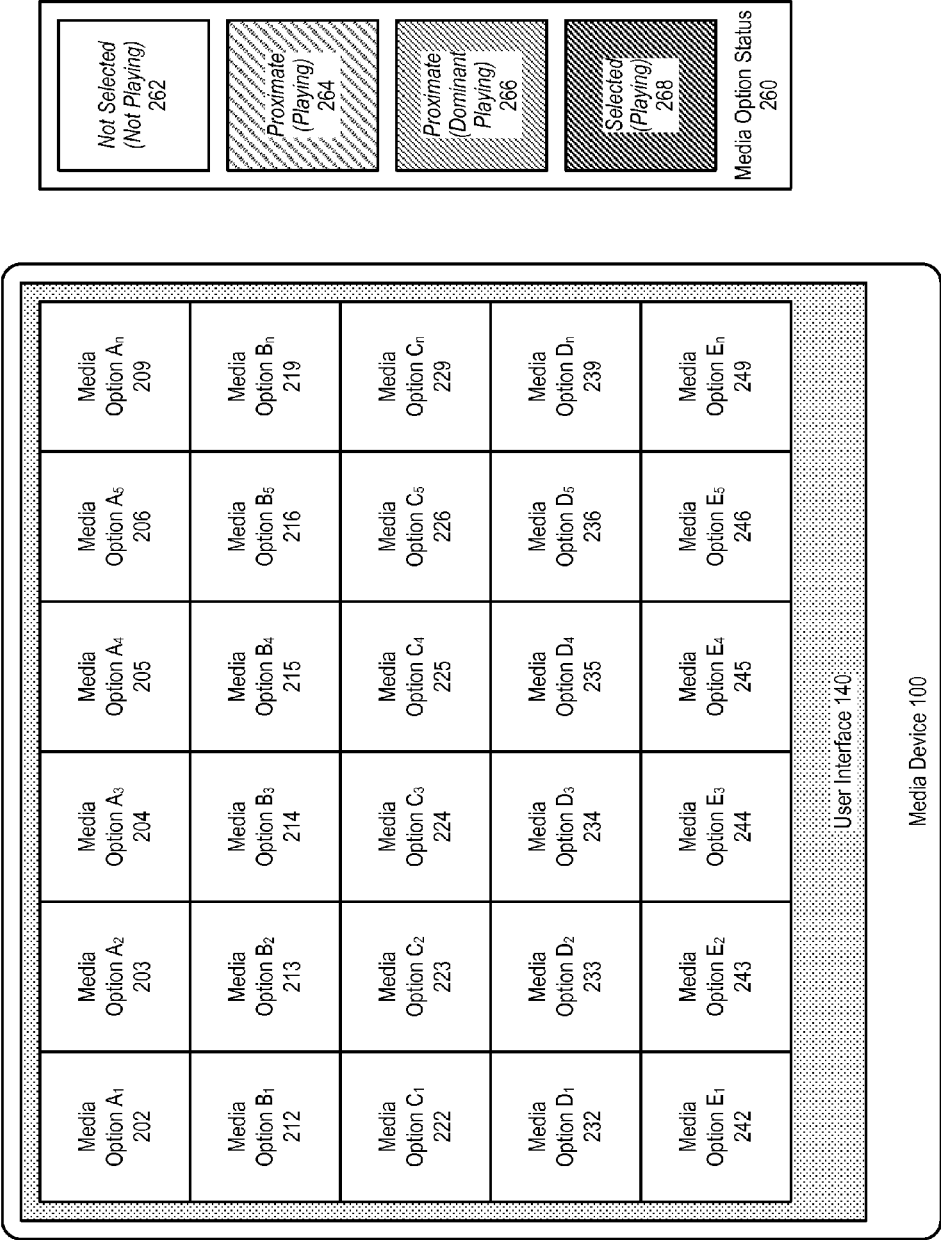 Media
Option A₁
202
Media
Option A₂
203
Media
Option A₃
204
Media
Option A₄
205
Media
Option A₅
206
Media
Option Aₙ
209
Media
Option B₁
212
Media
Option B₂
213
Media
Option B₃
214
Media
Option B₄
215
Media
Option B₅
216
Media
Option Bₙ
219
Media
Option C₁
222
Media
Option C₂
223
Media
Option C₃
224
Media
Option C₄
225
Media
Option C₅
226
Media
Option Cₙ
229
Media
Option D₁
232
Media
Option D₂
233
Media
Option D₃
234
Media
Option D₄
235
Media
Option D₅
236
Media
Option Dₙ
239
Media
Option E₁
242
Media
Option E₂
243
Media
Option E₃
244
Media
Option E₄
245
Media
Option E₅
246
Media
Option Eₙ
249
User Interface 140
Media Device 100
Not Selected
(Not Playing)
262
Proximate
(Playing)
264
Proximate
(Dominant
Playing)
266
Selected
(Playing)
268
Media Option Status
260